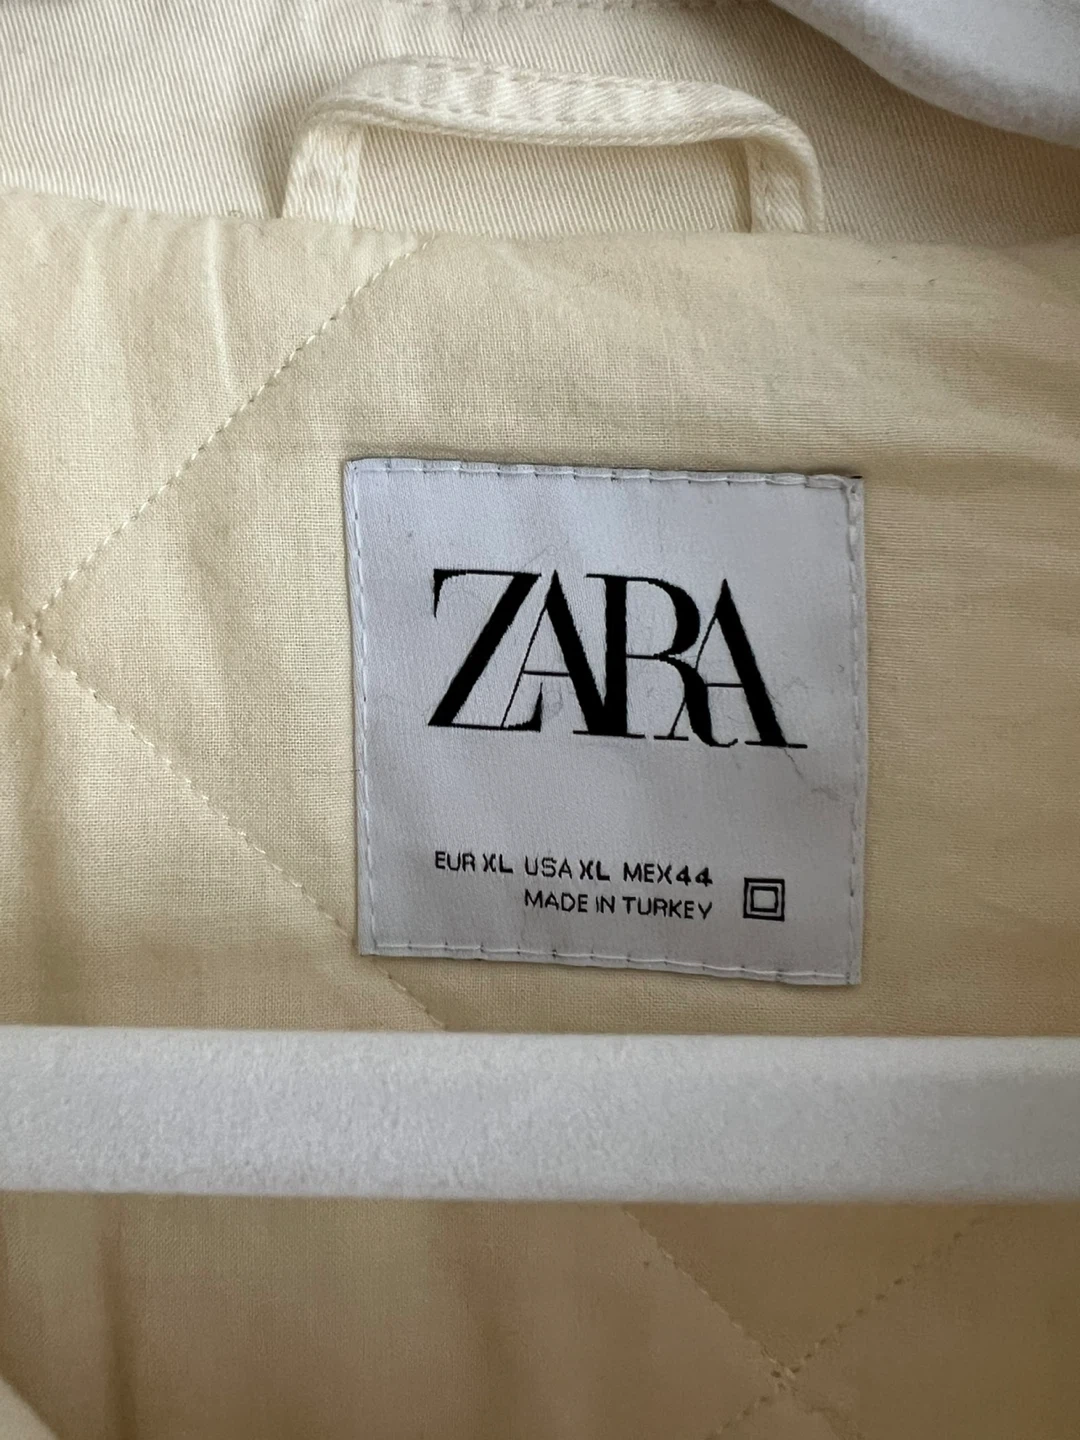 ZARA
EUR XL USA XL MEX 44
MADE IN TURKEY